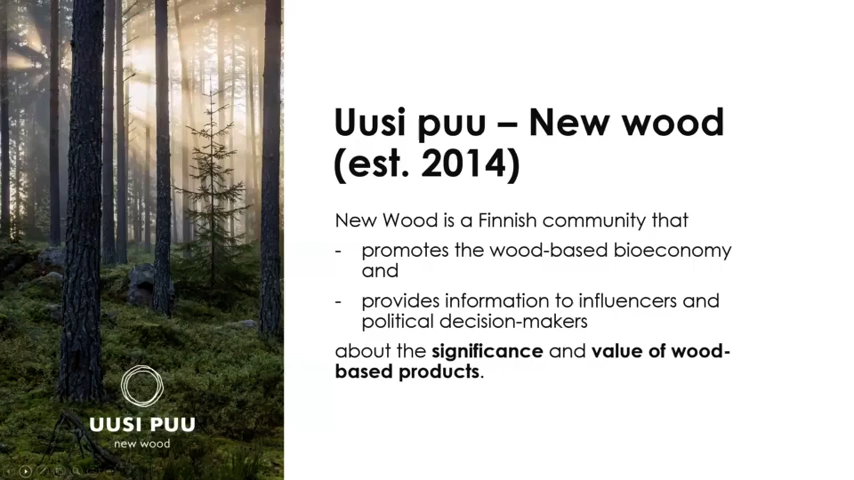 Uusi puu – New wood
(est. 2014)
New Wood is a Finnish community that
- promotes the wood-based bioeconomy
and
- provides information to influencers and
political decision-makers
about the significance and value of wood-
based products.
UUSI PUU
new wood